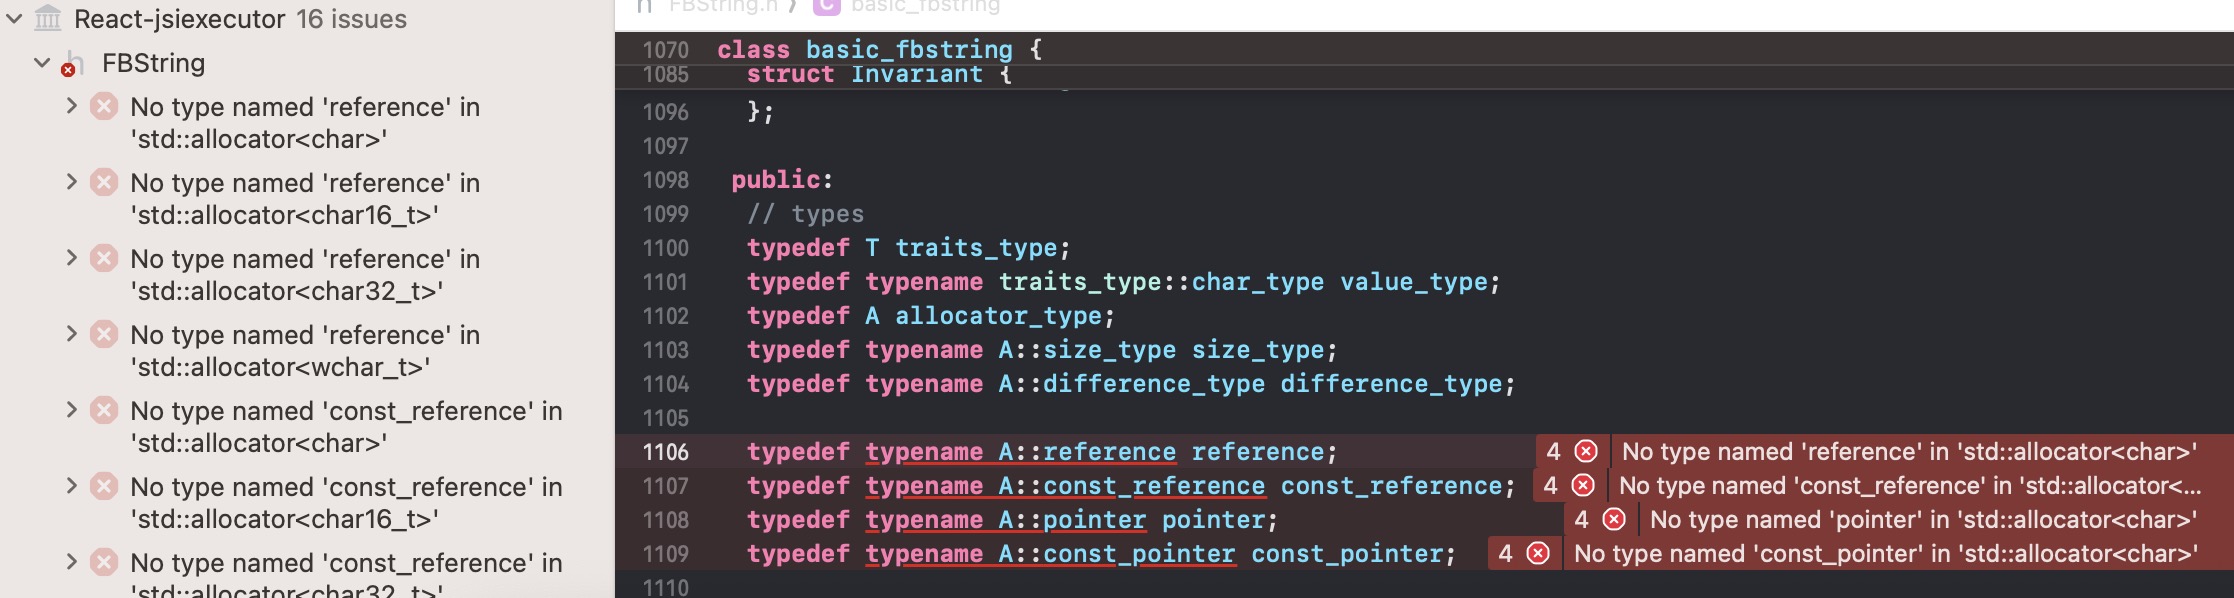 React-jsiexecutor 16 issues
FBString
No type named 'reference' in
'std::allocator<char>'
No type named 'reference' in
'std::allocator<char16_t>'
No type named 'reference' in
'std::allocator<char32_t>'
No type named 'reference' in
'std::allocator<wchar_t>'
No type named 'const_reference' in
'std::allocator<char>'
No type named 'const_reference' in
'std::allocator<char16_t>'
No type named 'const_reference' in
'std::allocator<char32_t>'
h FBString.h › C basic_fbstring
1070 class basic_fbstring {
1085 struct Invariant {
1096 };
1097
1098 public:
1099 // types
1100 typedef T traits_type;
1101 typedef typename traits_type::char_type value_type;
1102 typedef A allocator_type;
1103 typedef typename A::size_type size_type;
1104 typedef typename A::difference_type difference_type;
1105
1106 typedef typename A::reference reference; 4 No type named 'reference' in 'std::allocator<char>'
1107 typedef typename A::const_reference const_reference; 4 No type named 'const_reference' in 'std::allocator<...
1108 typedef typename A::pointer pointer; 4 No type named 'pointer' in 'std::allocator<char>'
1109 typedef typename A::const_pointer const_pointer; 4 No type named 'const_pointer' in 'std::allocator<char>'
1110